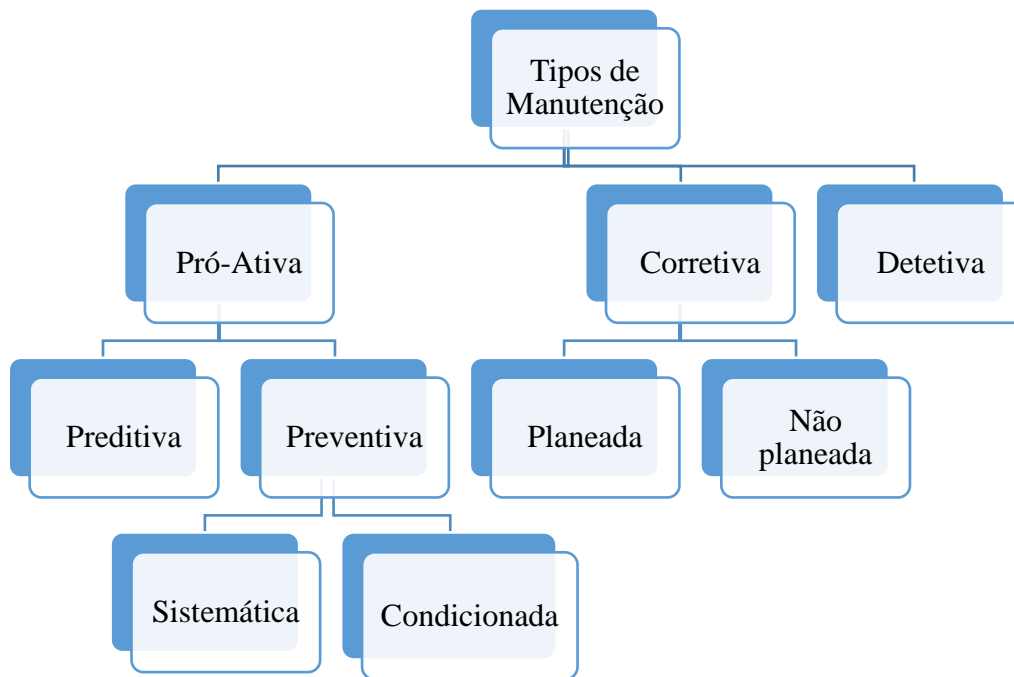 Tipos de
Manutenção
Pró-Ativa
Corretiva
Detetiva
Preditiva
Preventiva
Planeada
Não
planeada
Sistemática
Condicionada